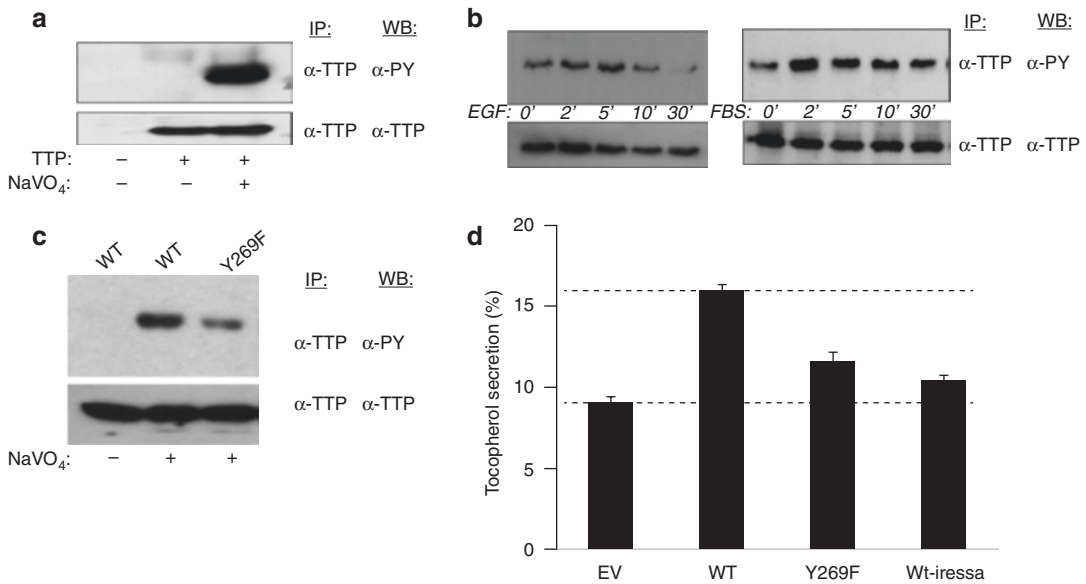 a
IP: WB:
α-TTP α-PY
α-TTP α-TTP
TTP: – + +
NaVO4: – – +
b
IP: WB:
α-TTP α-PY
EGF: 0’ 2’ 5’ 10’ 30’ FBS: 0’ 2’ 5’ 10’ 30’
α-TTP α-TTP
c
WT WT Y269F
IP: WB:
α-TTP α-PY
α-TTP α-TTP
NaVO4: – + +
d
Tocopherol secretion (%)
20
15
10
5
0
EV WT Y269F Wt-iressa